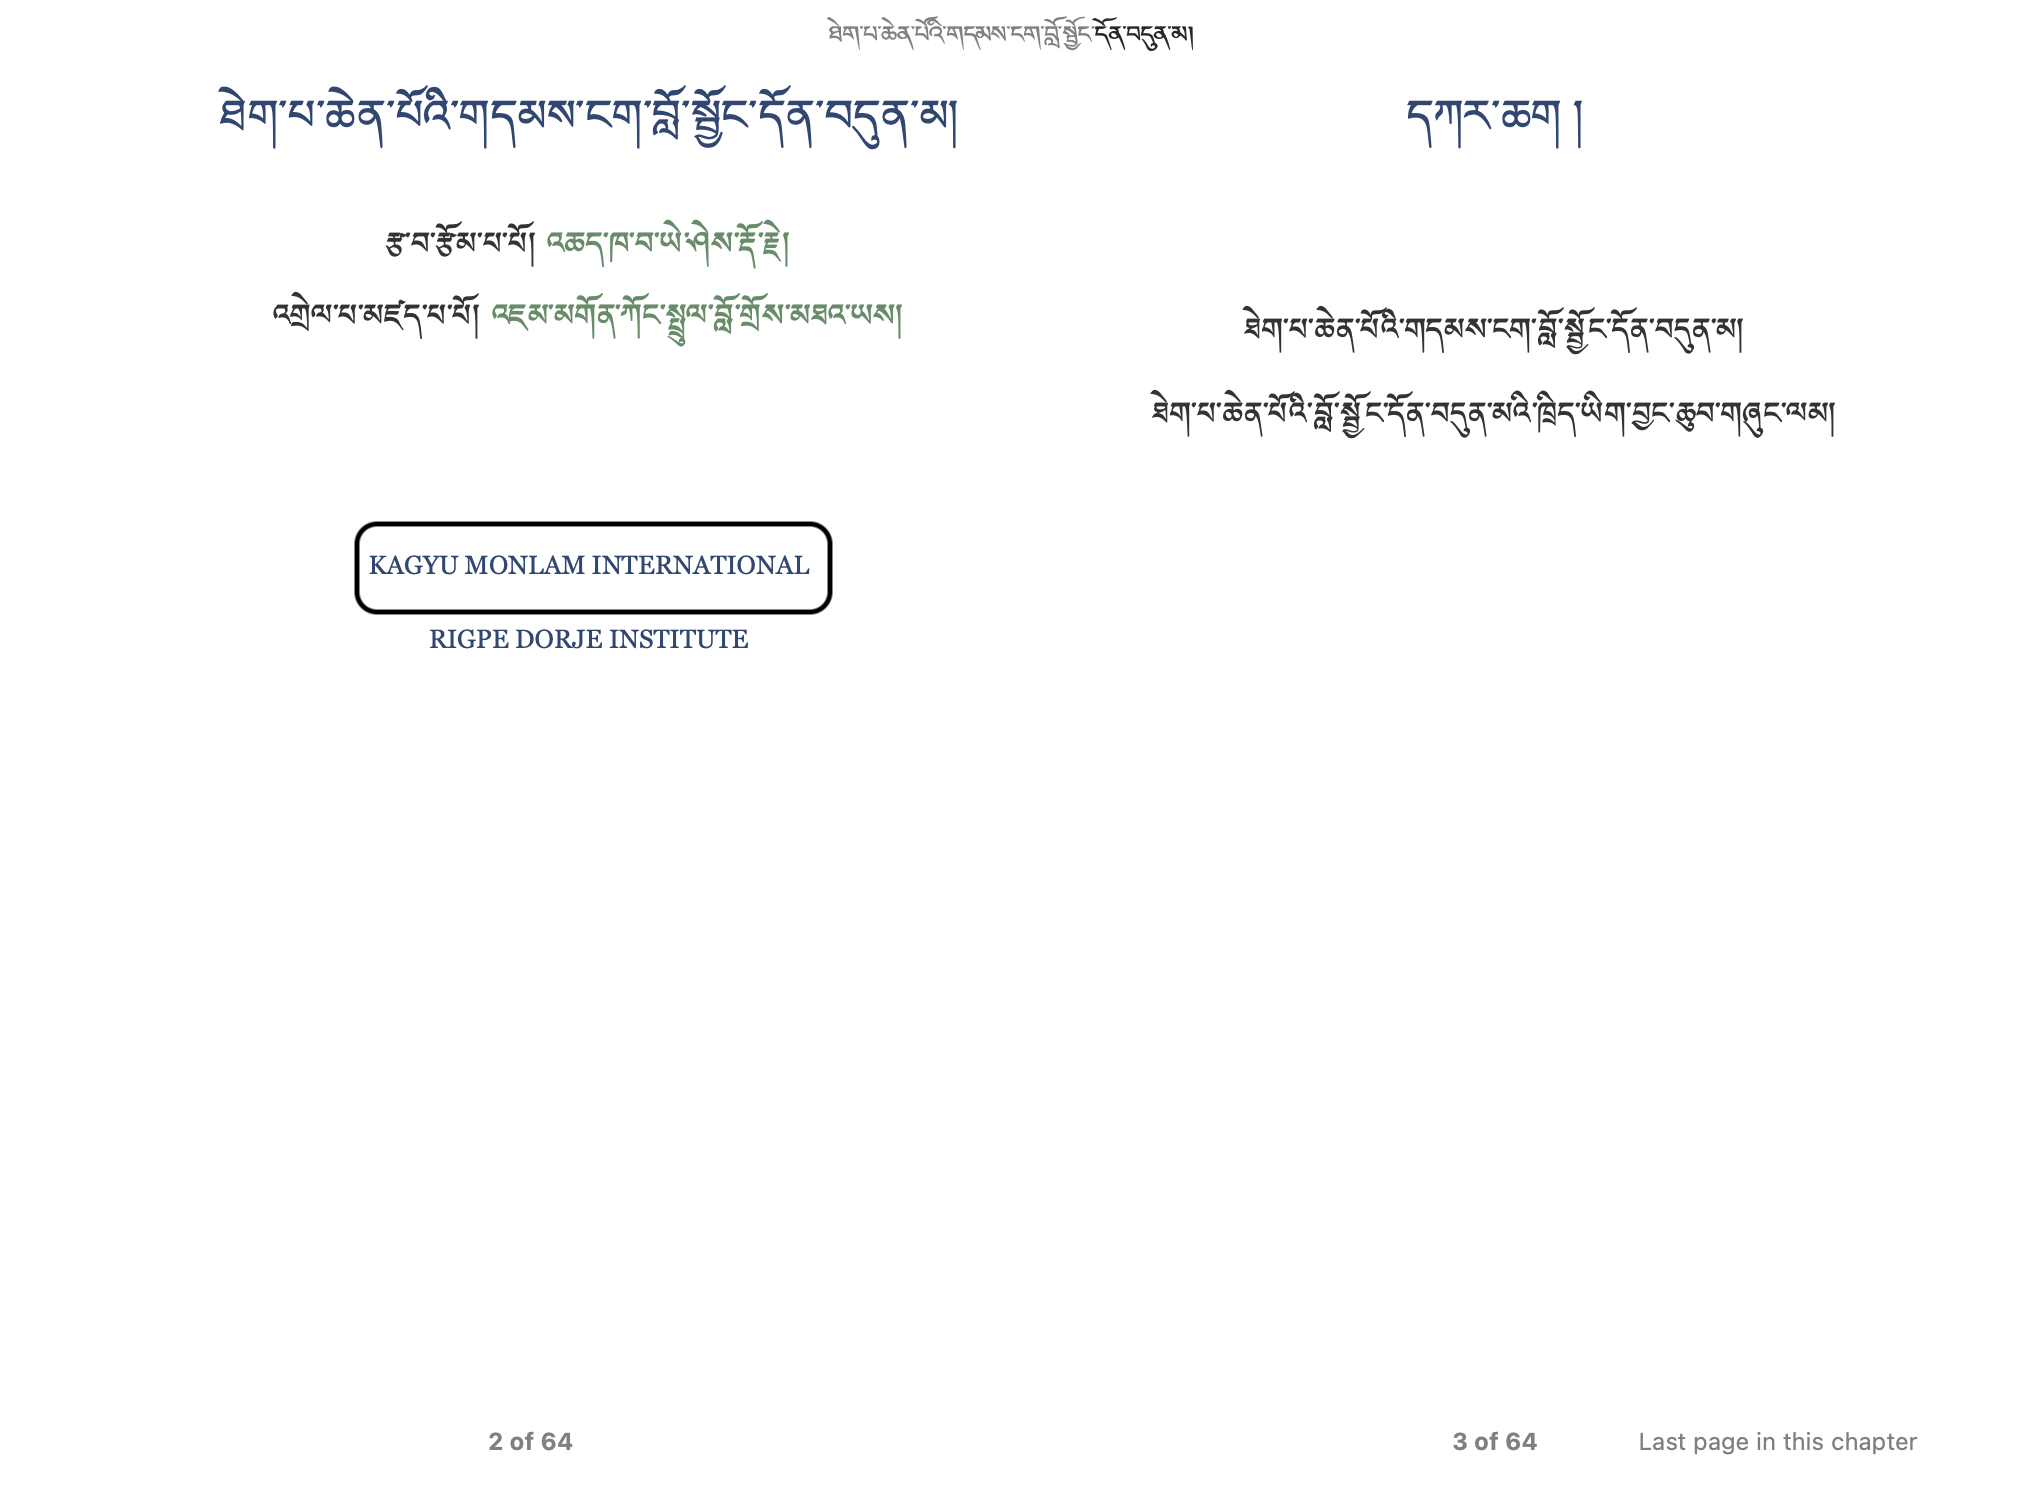 ཐེག་པ་ཆེན་པོའི་གདམས་ངག་བློ་སྦྱོང་དོན་བདུན་མ།
ཐེག་པ་ཆེན་པོའི་གདམས་ངག་བློ་སྦྱོང་དོན་བདུན་མ།
རྩ་བ་རྩོམ་པ་པོ། འཆད་ཁ་བ་ཡེ་ཤེས་རྡོ་རྗེ།
འགྲེལ་པ་མཛད་པ་པོ། འཇམ་མགོན་ཀོང་སྤྲུལ་བློ་གྲོས་མཐའ་ཡས།
KAGYU MONLAM INTERNATIONAL
RIGPE DORJE INSTITUTE
2 of 64
དཀར་ཆག །
ཐེག་པ་ཆེན་པོའི་གདམས་ངག་བློ་སྦྱོང་དོན་བདུན་མ།
ཐེག་པ་ཆེན་པོའི་བློ་སྦྱོང་དོན་བདུན་མའི་ཁྲིད་ཡིག་བྱང་ཆུབ་གཞུང་ལམ།
3 of 64
Last page in this chapter